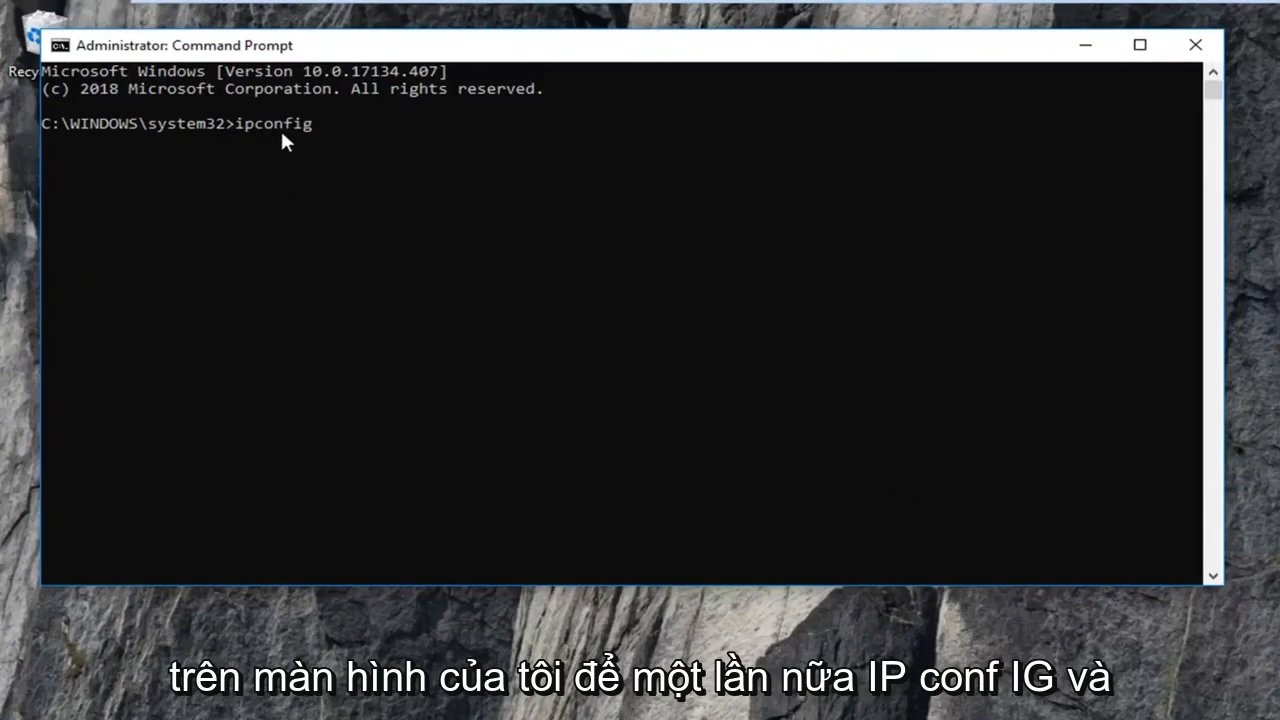 Administrator: Command Prompt
Recy
Microsoft Windows [Version 10.0.17134.407]
(c) 2018 Microsoft Corporation. All rights reserved.
C:\WINDOWS\system32>ipconfig
trên màn hình của tôi để một lần nữa IP conf IG và